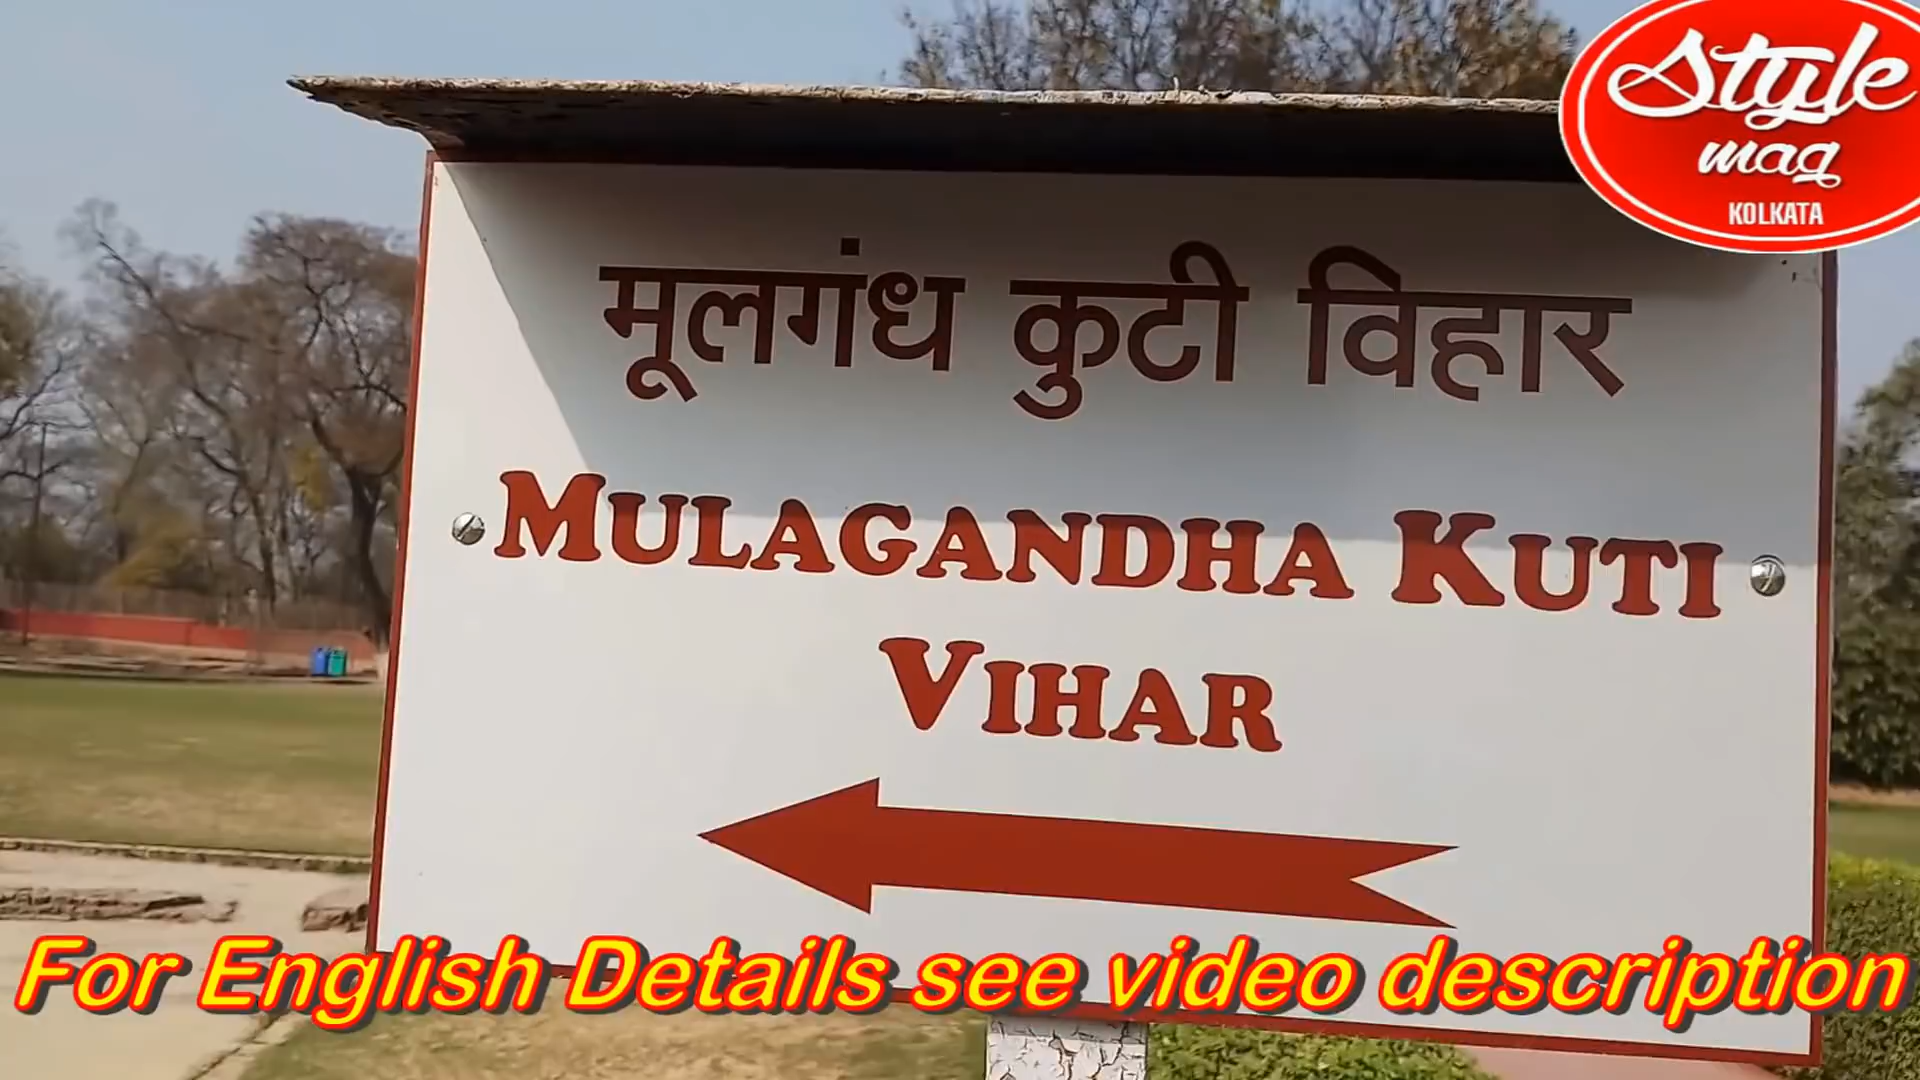 Style
mag
KOLKATA
मूलगंध कुटी विहार
MULAGANDHA KUTI
VIHAR
For English Details see video description